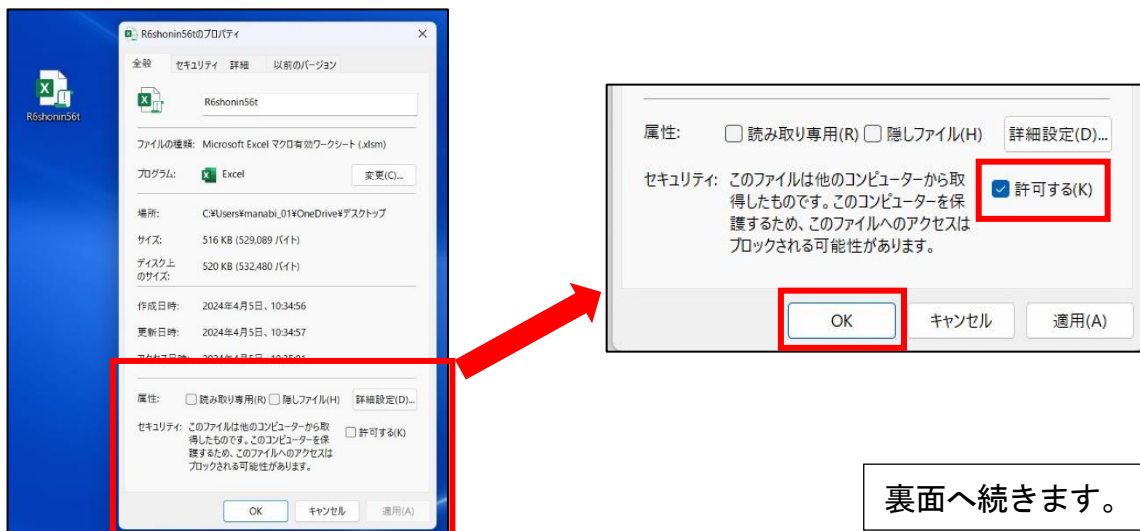 R6shonin56t
R6shonin56tのプロパティ
全般 セキュリティ 詳細 以前のバージョン
R6shonin56t
ファイルの種類: Microsoft Excel マクロ有効ワークシート (.xlsm)
プログラム: Excel 変更(C)...
場所: C:¥Users¥manabi_01¥OneDrive¥デスクトップ
サイズ: 516 KB (529,089 バイト)
ディスク上
のサイズ: 520 KB (532,480 バイト)
作成日時: 2024年4月5日、10:34:56
更新日時: 2024年4月5日、10:34:57
属性: 読み取り専用(R) 隠しファイル(H) 詳細設定(D)...
セキュリティ: このファイルは他のコンピューターから取
得したものです。このコンピューターを保
護するため、このファイルへのアクセスは
ブロックされる可能性があります。
許可する(K)
OK キャンセル 適用(A)
属性: 読み取り専用(R) 隠しファイル(H) 詳細設定(D)...
セキュリティ: このファイルは他のコンピューターから取
得したものです。このコンピューターを保
護するため、このファイルへのアクセスは
ブロックされる可能性があります。
許可する(K)
OK キャンセル 適用(A)
裏面へ続きます。